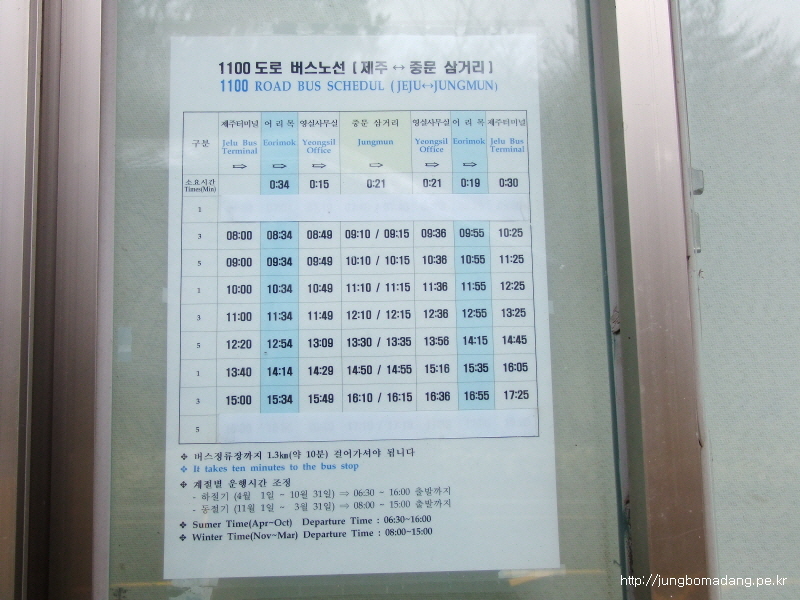 1100 도로 버스노선 ( 제주 ↔ 중문 삼거리 )
1100 ROAD BUS SCHEDUL ( JEJU↔JUNGMUN)
구분 제주터미널 어 리 목 영실사무실 중문 삼거리 영실사무실 어 리 목 제주터미널
Jelu Bus Terminal Eorimok Yeongsil Office Jungmun Yeongsil Office Eorimok Jelu Bus Terminal
⇨ ⇨ ⇨ ⇨ ⇨ ⇨ ⇨
소요시간 Times(Min) 0:34 0:15 0:21 0:21 0:19 0:30
1
3 08:00 08:34 08:49 09:10 / 09:15 09:36 09:55 10:25
5 09:00 09:34 09:49 10:10 / 10:15 10:36 10:55 11:25
1 10:00 10:34 10:49 11:10 / 11:15 11:36 11:55 12:25
3 11:00 11:34 11:49 12:10 / 12:15 12:36 12:55 13:25
5 12:20 12:54 13:09 13:30 / 13:35 13:56 14:15 14:45
1 13:40 14:14 14:29 14:50 / 14:55 15:16 15:35 16:05
3 15:00 15:34 15:49 16:10 / 16:15 16:36 16:55 17:25
5
❖ 버스정류장까지 1.3㎞(약 10분) 걸어가셔야 됩니다
❖ It takes ten minutes to the bus stop
❖ 계절별 운행시간 조정
- 하절기 (4월 1일 ~ 10월 31일) ⇒ 06:30 ~ 16:00 출발까지
- 동절기 (11월 1일 ~ 3월 31일) ⇒ 08:00 ~ 15:00 출발까지
❖ Sumer Time(Apr~Oct) Departure Time : 06:30~16:00
❖ Winter Time(Nov~Mar) Departure Time : 08:00~15:00
http://jungbomadang.pe.kr